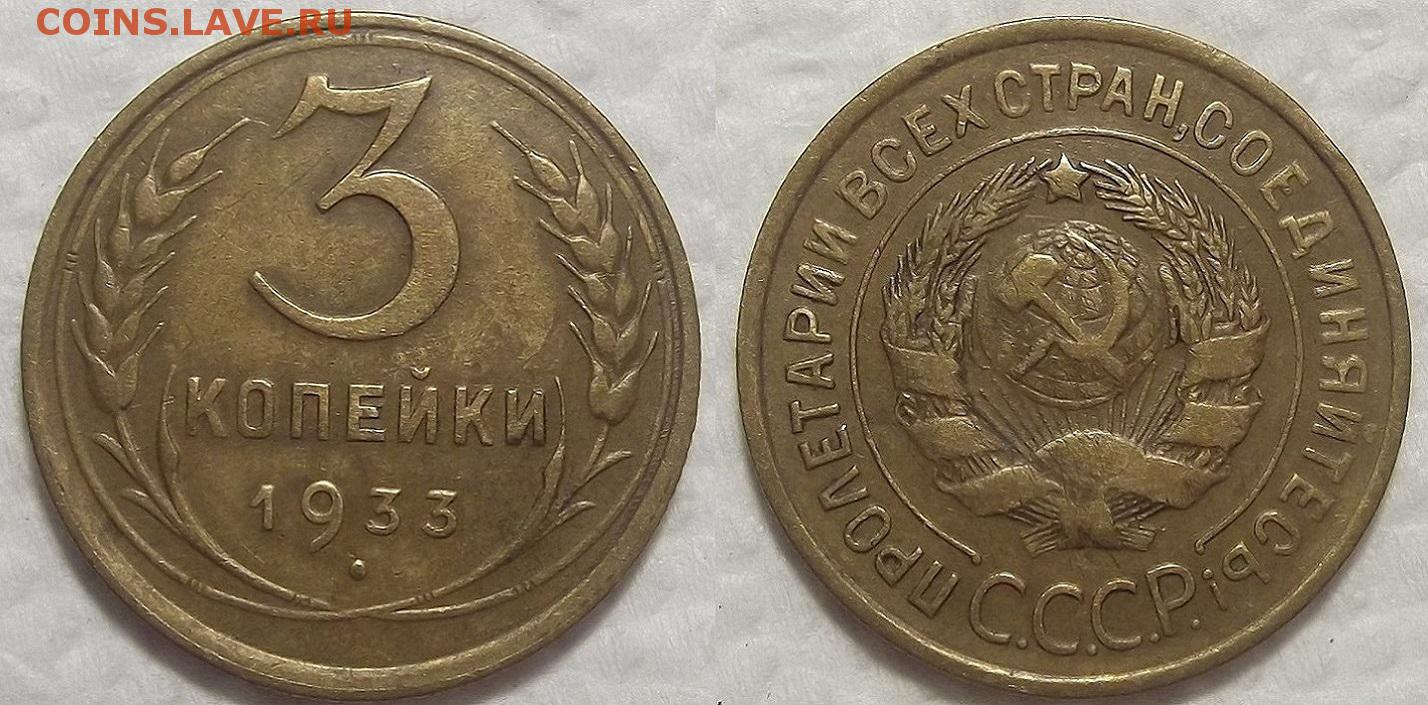 COINS.LAVE.RU
3
КОПЕЙКИ
1933
ПРОЛЕТАРИИ ВСЕХ СТРАН, СОЕДИНЯЙТЕСЬ!
С.С.С.Р.